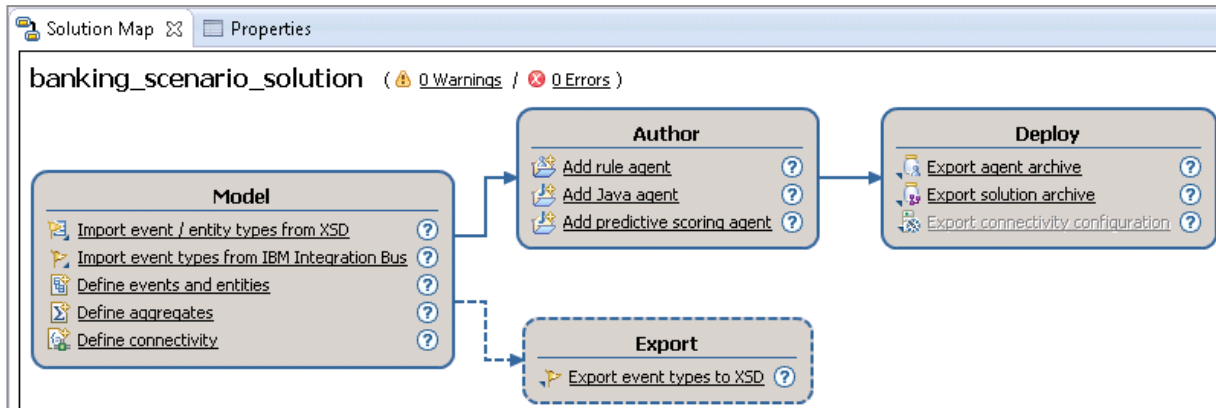 Solution Map Properties
banking_scenario_solution ( 0 Warnings / 0 Errors )
Model
Import event / entity types from XSD ?
Import event types from IBM Integration Bus ?
Define events and entities ?
Define aggregates ?
Define connectivity ?
Author
Add rule agent ?
Add Java agent ?
Add predictive scoring agent ?
Deploy
Export agent archive ?
Export solution archive ?
Export connectivity configuration ?
Export
Export event types to XSD ?